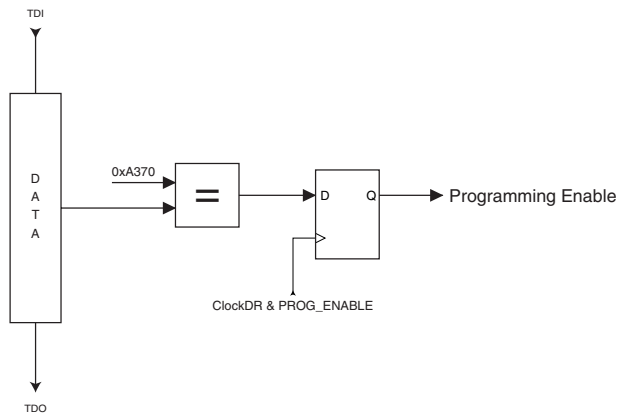 TDI
D
A
T
A
0xA370
=
D Q
Programming Enable
ClockDR & PROG_ENABLE
TDO